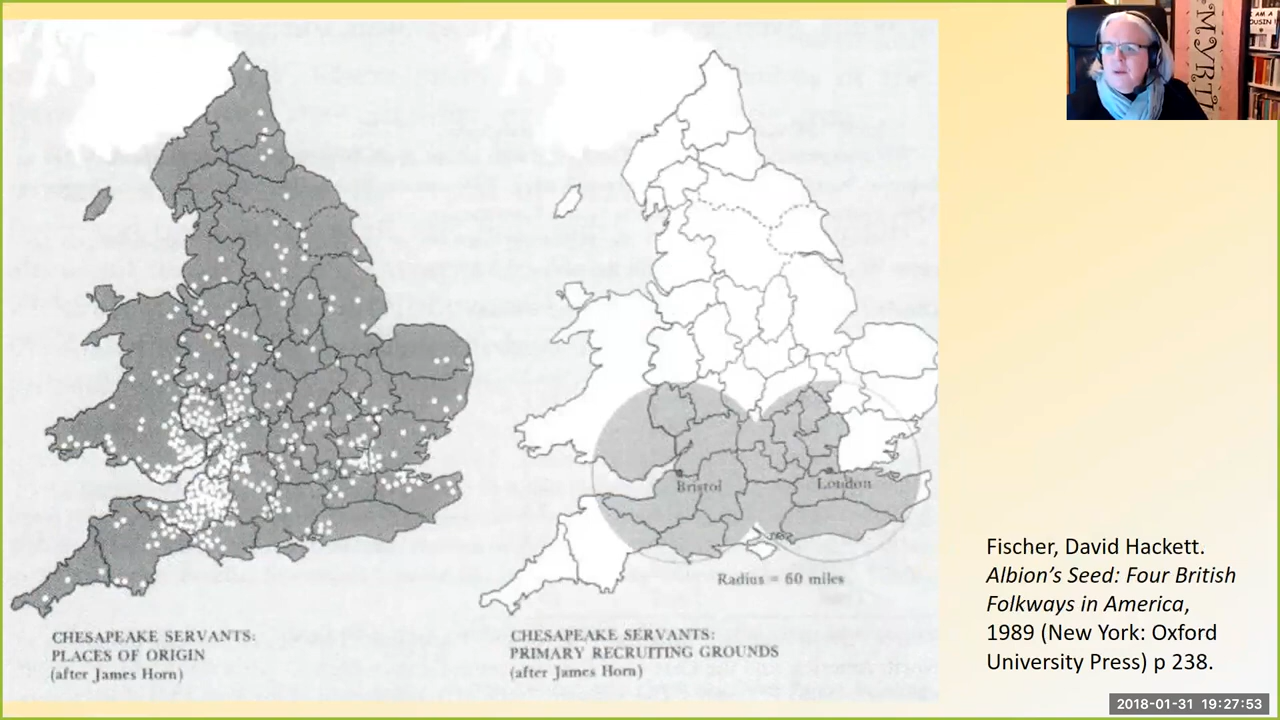 Bristol
London
Radius = 60 miles
CHESAPEAKE SERVANTS:
PLACES OF ORIGIN
(after James Horn)
CHESAPEAKE SERVANTS:
PRIMARY RECRUITING GROUNDS
(after James Horn)
MYRTL
I AM A
Fischer, David Hackett.
Albion’s Seed: Four British
Folkways in America,
1989 (New York: Oxford
University Press) p 238.
2018-01-31 19:27:53